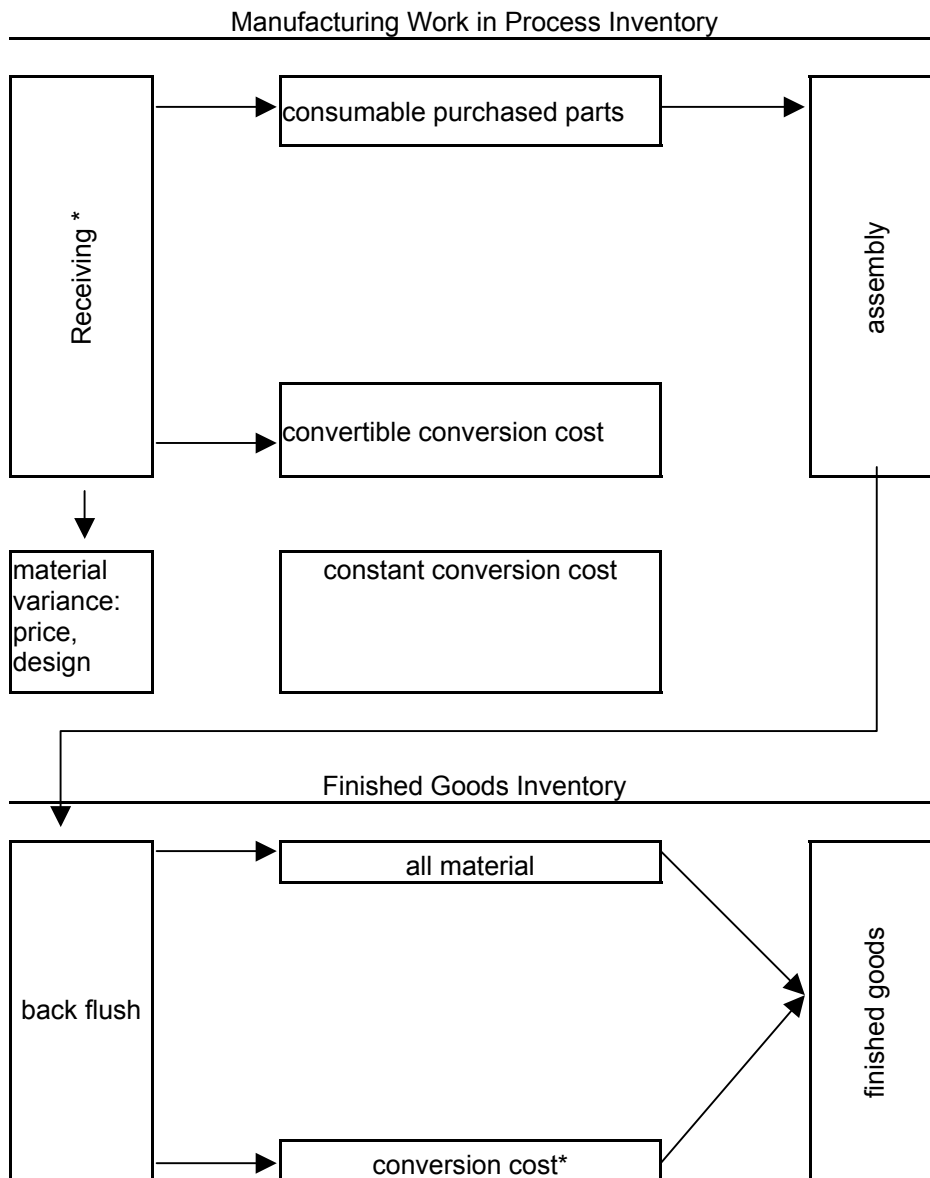 Manufacturing Work in Process Inventory
consumable purchased parts
Receiving *
assembly
convertible conversion cost
material
variance:
price,
design
constant conversion cost
Finished Goods Inventory
all material
back flush
finished goods
conversion cost*